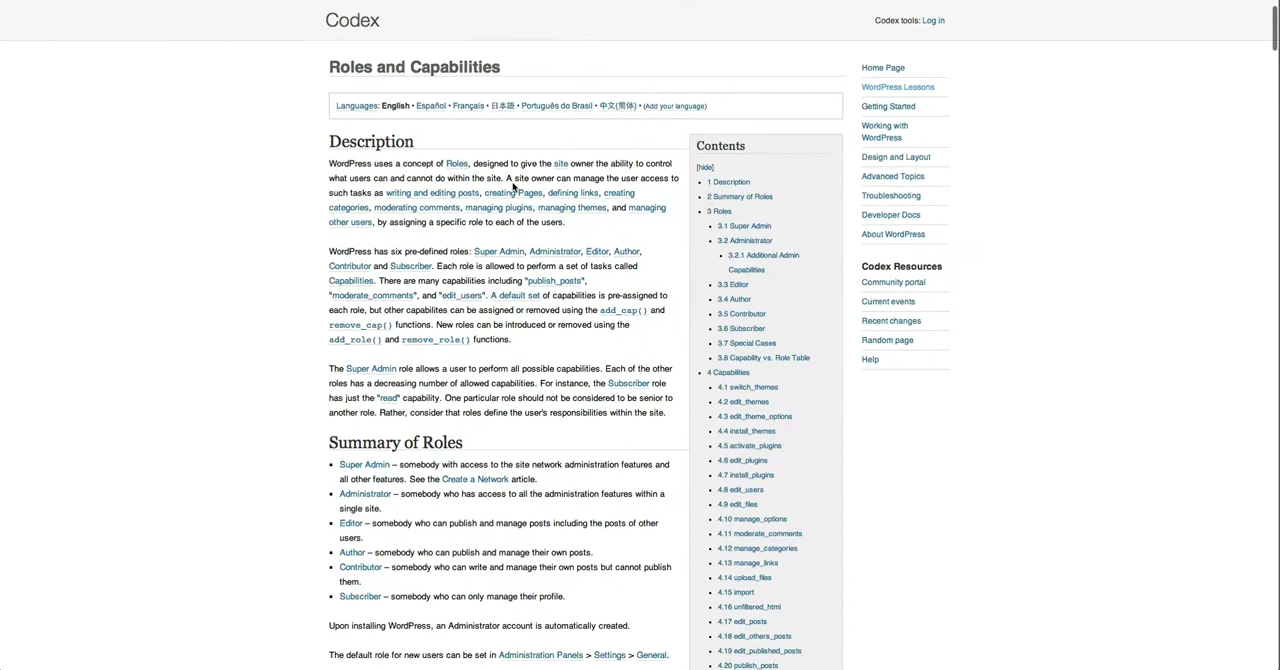 Codex
Codex tools: Log in
Roles and Capabilities
Languages: English • Español • Français • 日本語 • Português do Brasil • 中文(简体) • (Add your language)
Description
WordPress uses a concept of Roles, designed to give the site owner the ability to control
what users can and cannot do within the site. A site owner can manage the user access to
such tasks as writing and editing posts, creating Pages, defining links, creating
categories, moderating comments, managing plugins, managing themes, and managing
other users, by assigning a specific role to each of the users.
WordPress has six pre-defined roles: Super Admin, Administrator, Editor, Author,
Contributor and Subscriber. Each role is allowed to perform a set of tasks called
Capabilities. There are many capabilities including "publish_posts",
"moderate_comments", and "edit_users". A default set of capabilities is pre-assigned to
each role, but other capabilites can be assigned or removed using the add_cap() and
remove_cap() functions. New roles can be introduced or removed using the
add_role() and remove_role() functions.
The Super Admin role allows a user to perform all possible capabilities. Each of the other
roles has a decreasing number of allowed capabilities. For instance, the Subscriber role
has just the "read" capability. One particular role should not be considered to be senior to
another role. Rather, consider that roles define the user's responsibilities within the site.
Summary of Roles
▪ Super Admin – somebody with access to the site network administration features and
all other features. See the Create a Network article.
▪ Administrator – somebody who has access to all the administration features within a
single site.
▪ Editor – somebody who can publish and manage posts including the posts of other
users.
▪ Author – somebody who can publish and manage their own posts.
▪ Contributor – somebody who can write and manage their own posts but cannot publish
them.
▪ Subscriber – somebody who can only manage their profile.
Upon installing WordPress, an Administrator account is automatically created.
The default role for new users can be set in Administration Panels > Settings > General.
Contents
[hide]
1 Description
2 Summary of Roles
3 Roles
3.1 Super Admin
3.2 Administrator
3.2.1 Additional Admin
Capabilities
3.3 Editor
3.4 Author
3.5 Contributor
3.6 Subscriber
3.7 Special Cases
3.8 Capability vs. Role Table
4 Capabilities
4.1 switch_themes
4.2 edit_themes
4.3 edit_theme_options
4.4 install_themes
4.5 activate_plugins
4.6 edit_plugins
4.7 install_plugins
4.8 edit_users
4.9 edit_files
4.10 manage_options
4.11 moderate_comments
4.12 manage_categories
4.13 manage_links
4.14 upload_files
4.15 import
4.16 unfiltered_html
4.17 edit_posts
4.18 edit_others_posts
4.19 edit_published_posts
4.20 publish_posts
Home Page
WordPress Lessons
Getting Started
Working with
WordPress
Design and Layout
Advanced Topics
Troubleshooting
Developer Docs
About WordPress
Codex Resources
Community portal
Current events
Recent changes
Random page
Help